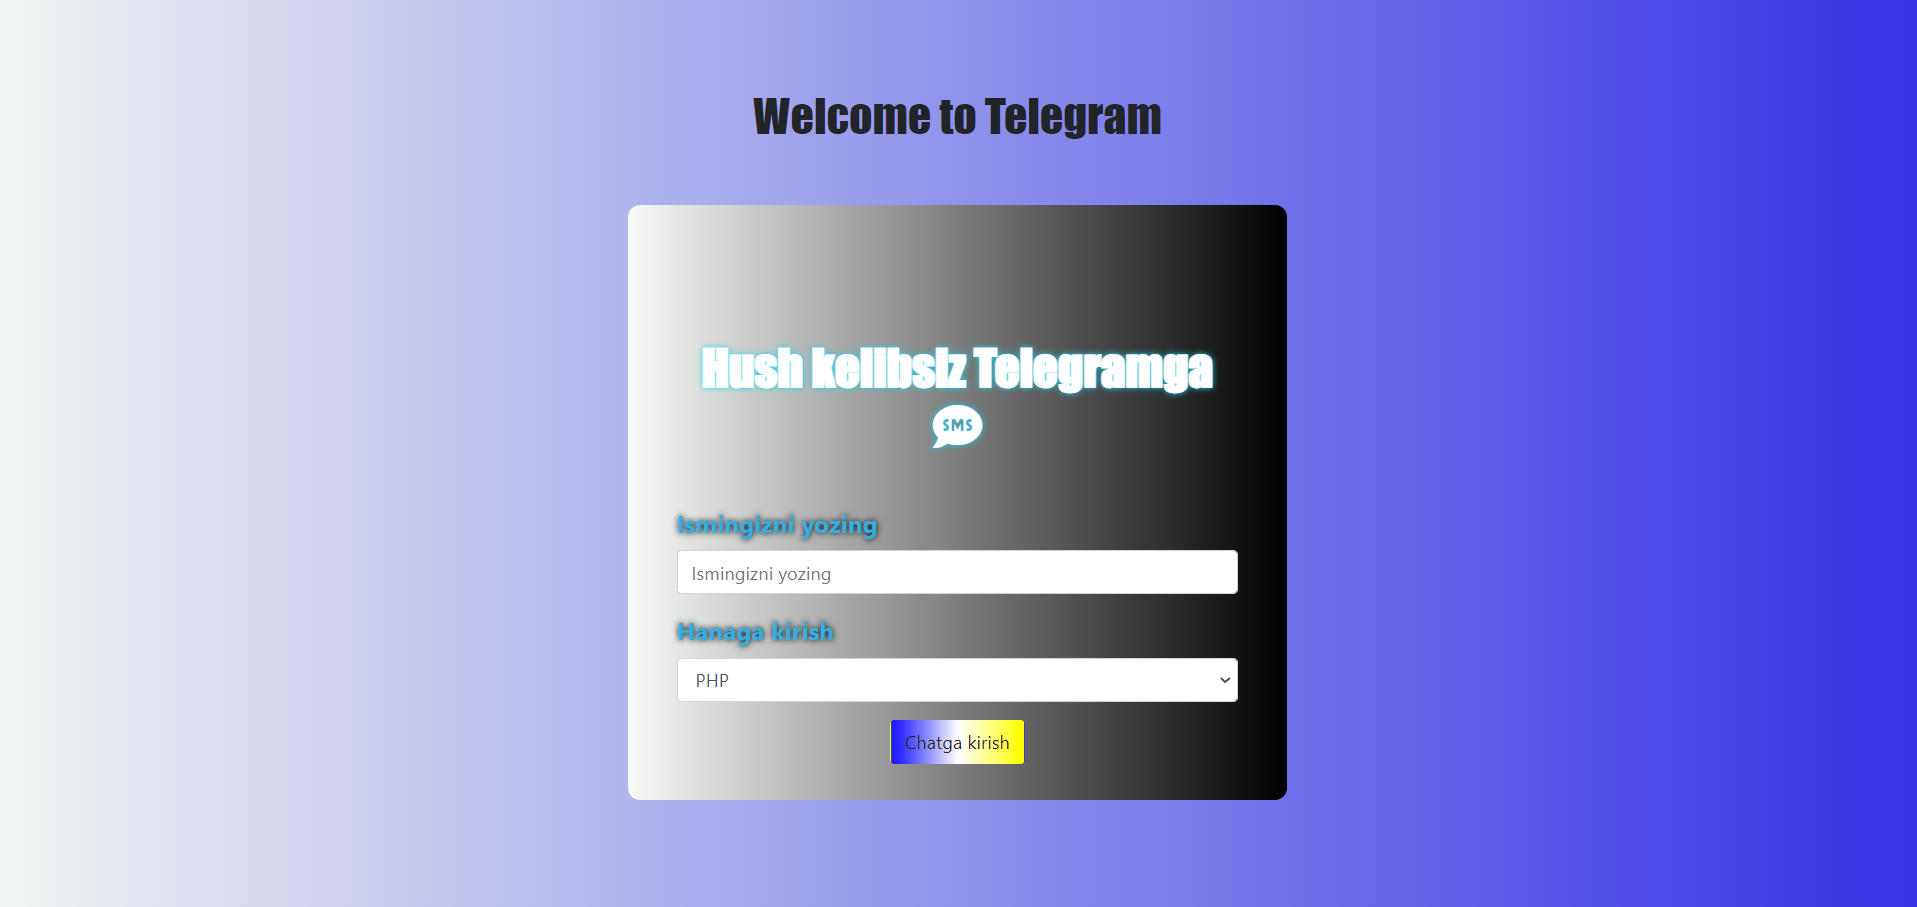 Welcome to Telegram
Hush kelibsiz Telegramga
SMS
Ismingizni yozing
Ismingizni yozing
Hanaga kirish
PHP
Chatga kirish